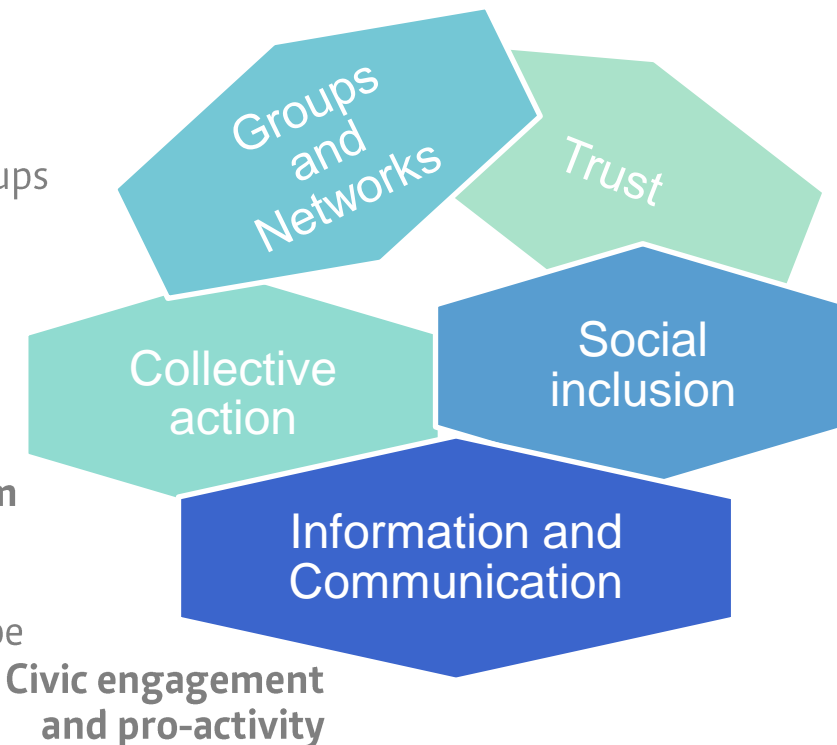 Groups
and
Networks
Trust
Collective
action
Social
inclusion
Information and
Communication
Civic engagement
and pro-activity